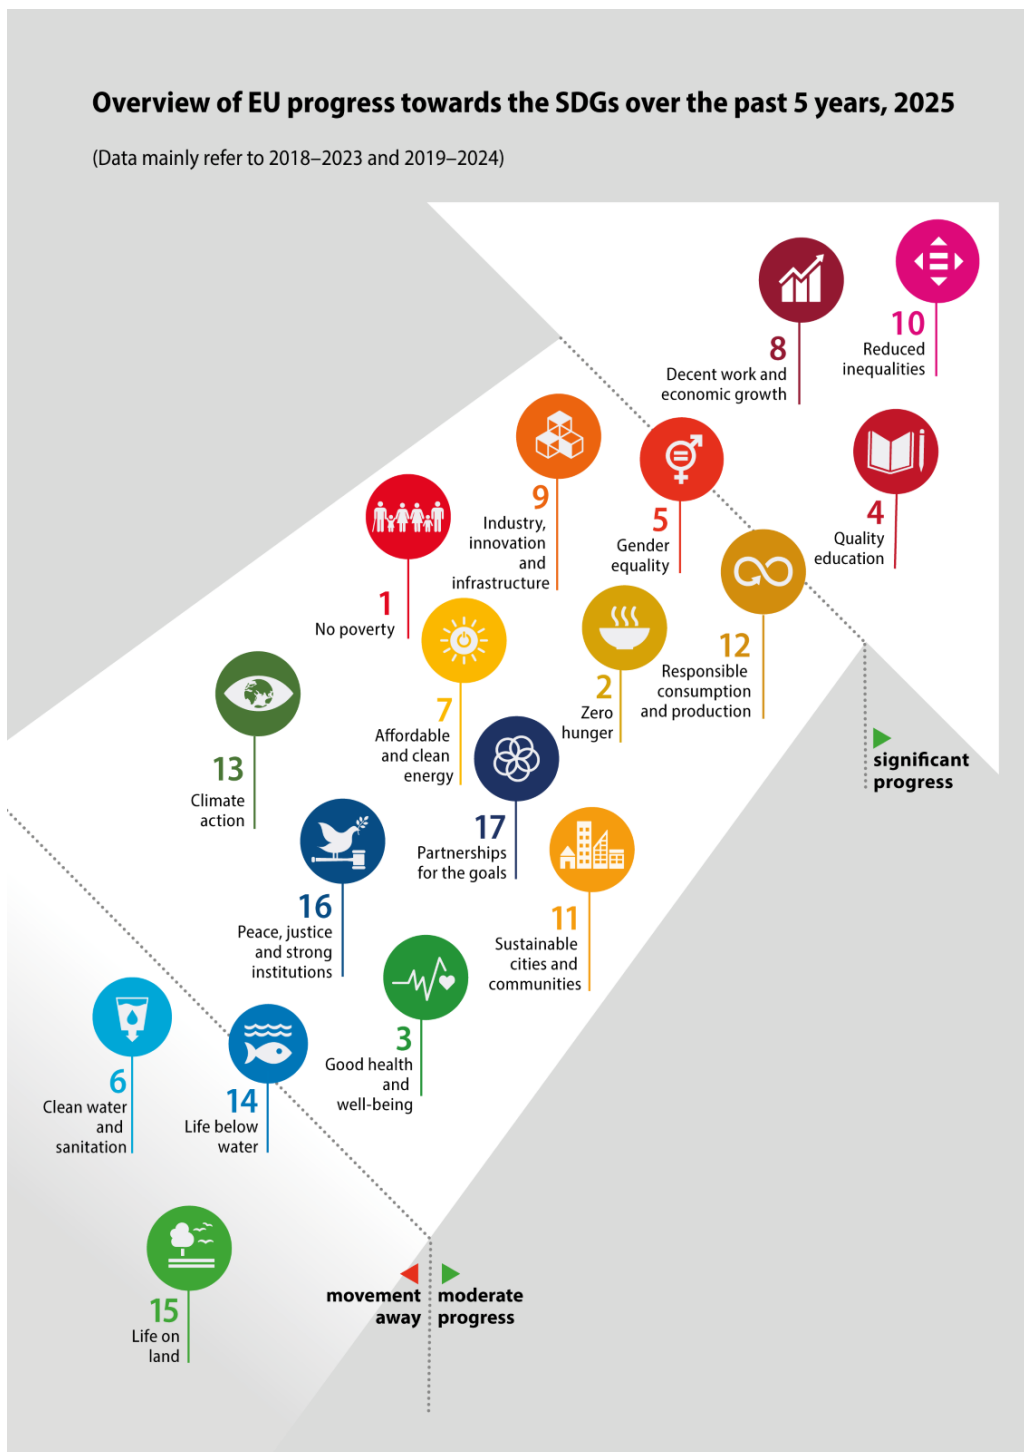 Overview of EU progress towards the SDGs over the past 5 years, 2025
(Data mainly refer to 2018–2023 and 2019–2024)
10
Reduced
inequalities
8
Decent work and
economic growth
4
Quality
education
9
Industry,
innovation
and
infrastructure
5
Gender
equality
1
No poverty
12
Responsible
consumption
and production
2
Zero
hunger
7
Affordable
and clean
energy
significant
progress
13
Climate
action
17
Partnerships
for the goals
16
Peace, justice
and strong
institutions
11
Sustainable
cities and
communities
3
Good health
and
well-being
6
Clean water
and
sanitation
14
Life below
water
movement
away
moderate
progress
15
Life on
land